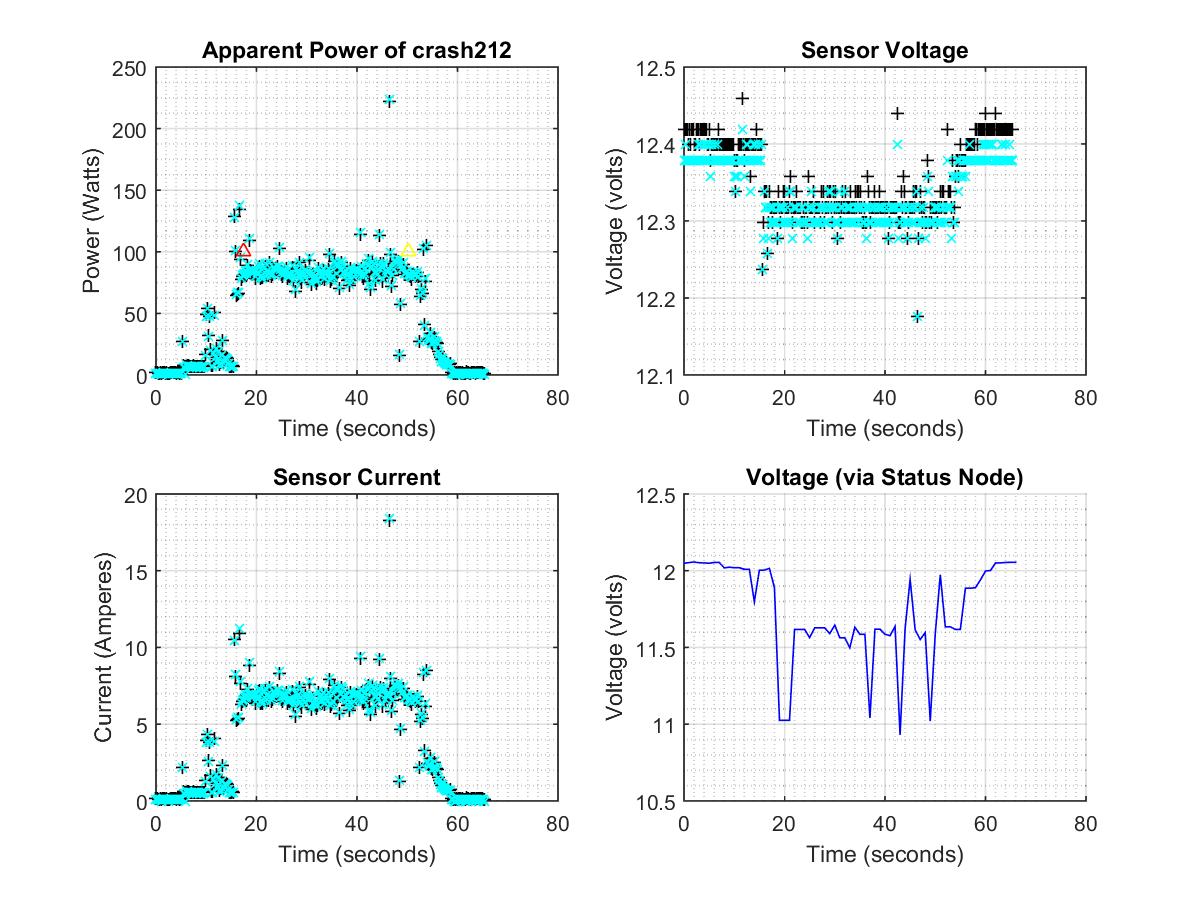 Apparent Power of crash212
250
200
150
100
50
0
Power (Watts)
0 20 40 60 80
Time (seconds)
Sensor Voltage
12.5
12.4
12.3
12.2
12.1
Voltage (volts)
0 20 40 60 80
Time (seconds)
Sensor Current
20
15
10
5
0
Current (Amperes)
0 20 40 60 80
Time (seconds)
Voltage (via Status Node)
12.5
12
11.5
11
10.5
Voltage (volts)
0 20 40 60 80
Time (seconds)